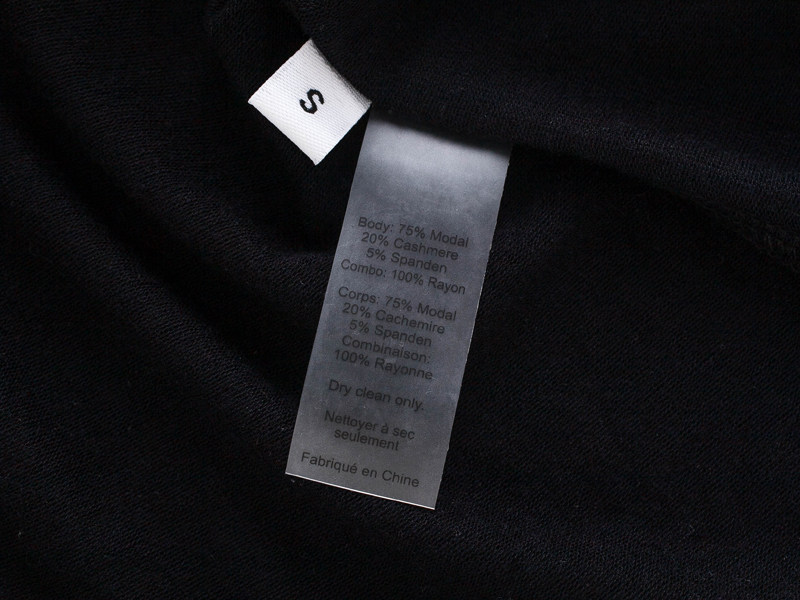 S
Body: 75% Modal
20% Cashmere
5% Spanden
Combo: 100% Rayon
Corps: 75% Modal
20% Cachemire
5% Spanden
Combinaison:
100% Rayonne
Dry clean only.
Nettoyer à sec
seulement
Fabriqué en Chine